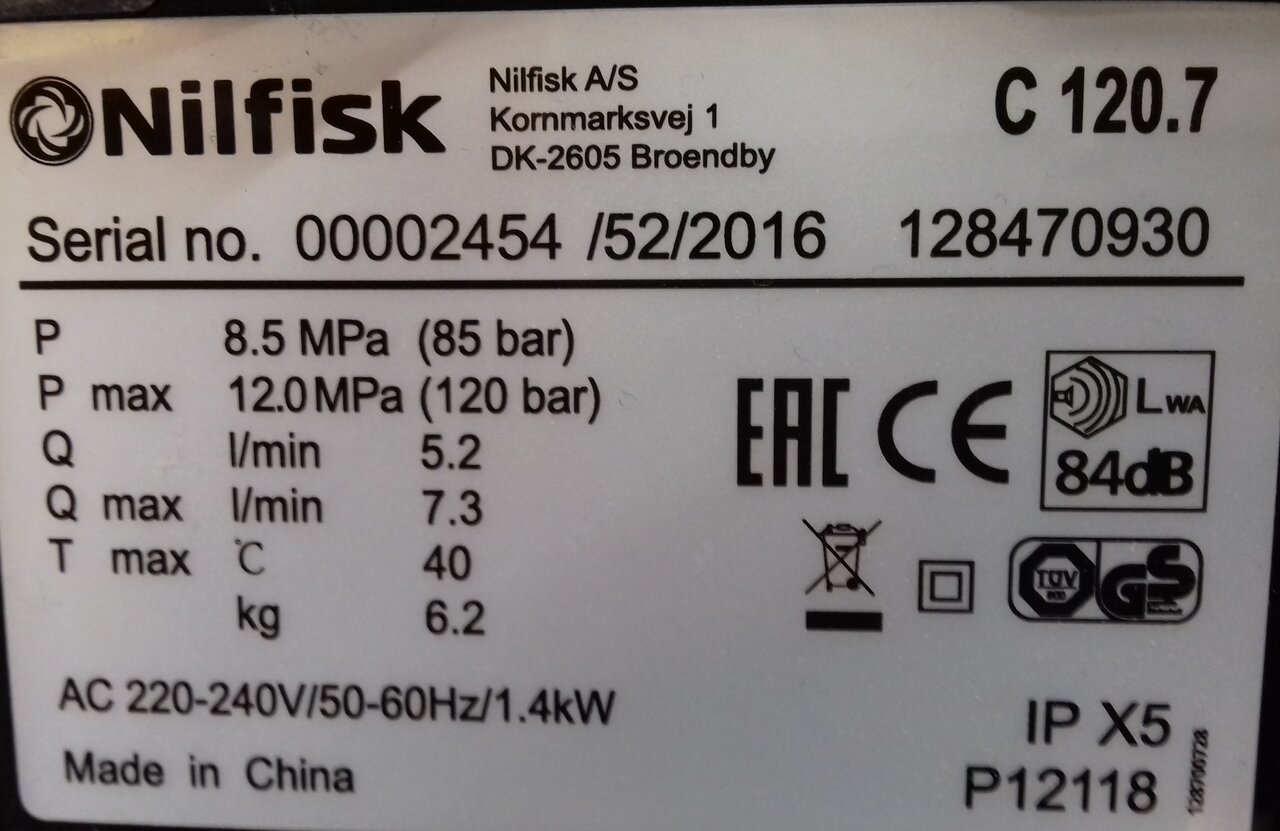 Nilfisk
Nilfisk A/S
Kornmarksvej 1
DK-2605 Broendby
C 120.7
Serial no. 00002454 /52/2016 128470930
P 8.5 MPa (85 bar)
P max 12.0 MPa (120 bar)
Q l/min 5.2
Q max l/min 7.3
T max ℃ 40
kg 6.2
EAC CE
LWA
84dB
TÜV GS
AC 220-240V/50-60Hz/1.4kW
Made in China
IP X5
P12118